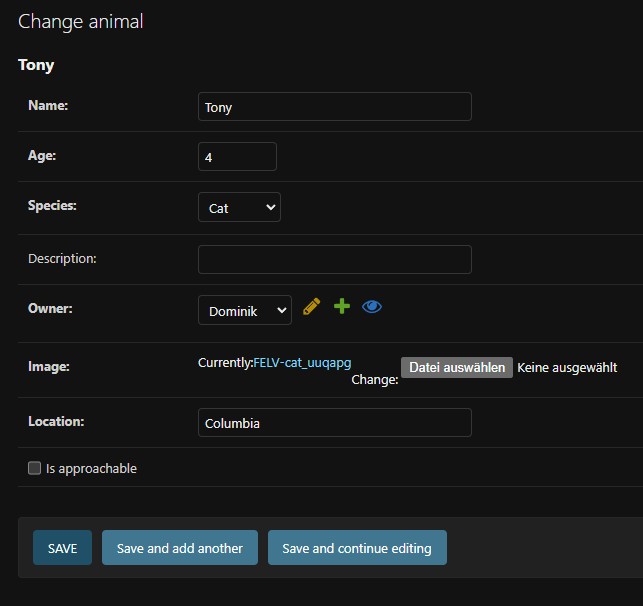 Change animal
Tony
Name: Tony
Age: 4
Species: Cat
Description:
Owner: Dominik
Image: Currently:FELV-cat_uuqapg
Change: Datei auswählen Keine ausgewählt
Location: Columbia
Is approachable
SAVE Save and add another Save and continue editing